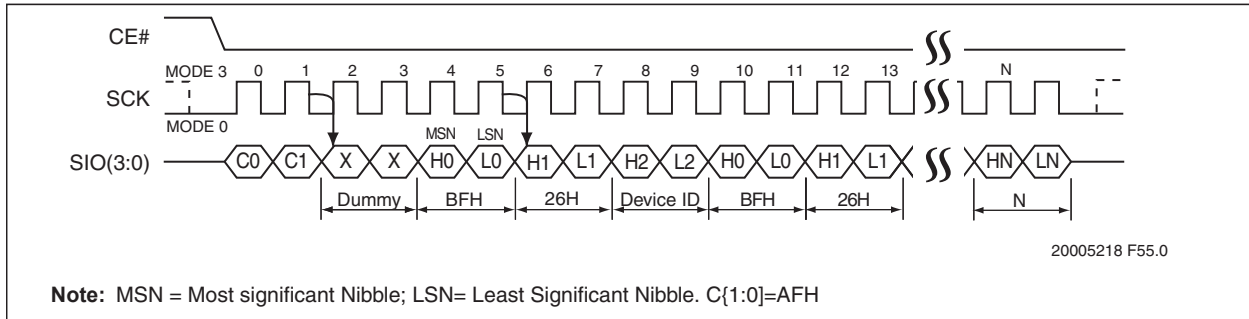 CE#
MODE 3 0 1 2 3 4 5 6 7 8 9 10 11 12 13 N
SCK
MODE 0
MSN LSN
SIO(3:0) C0 C1 X X H0 L0 H1 L1 H2 L2 H0 L0 H1 L1 HN LN
Dummy BFH 26H Device ID BFH 26H N
20005218 F55.0
Note: MSN = Most significant Nibble; LSN= Least Significant Nibble. C{1:0]=AFH